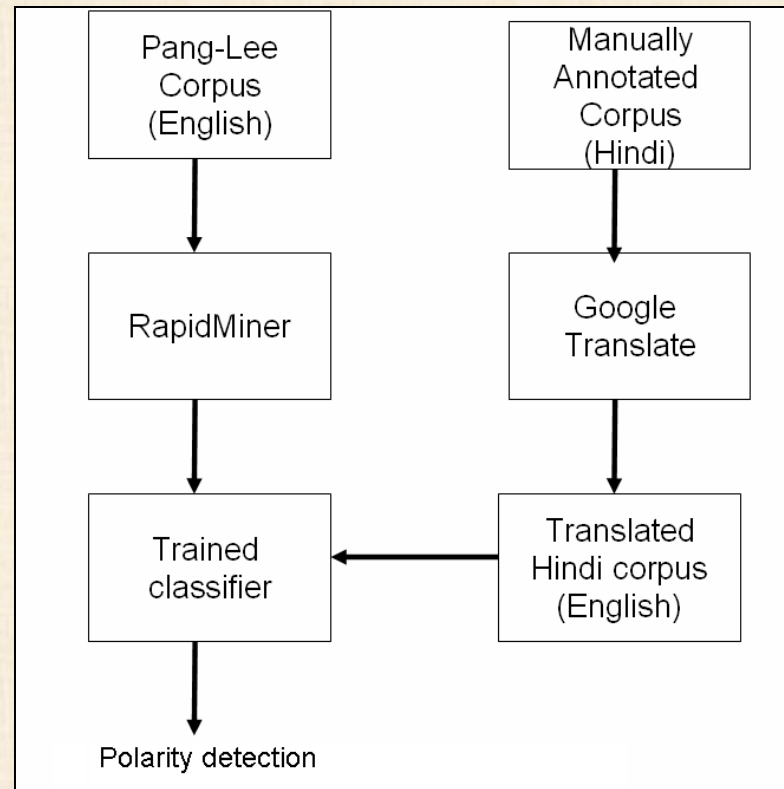 Pang-Lee
Corpus
(English)
Manually
Annotated
Corpus
(Hindi)
RapidMiner
Google
Translate
Trained
classifier
Translated
Hindi corpus
(English)
Polarity detection